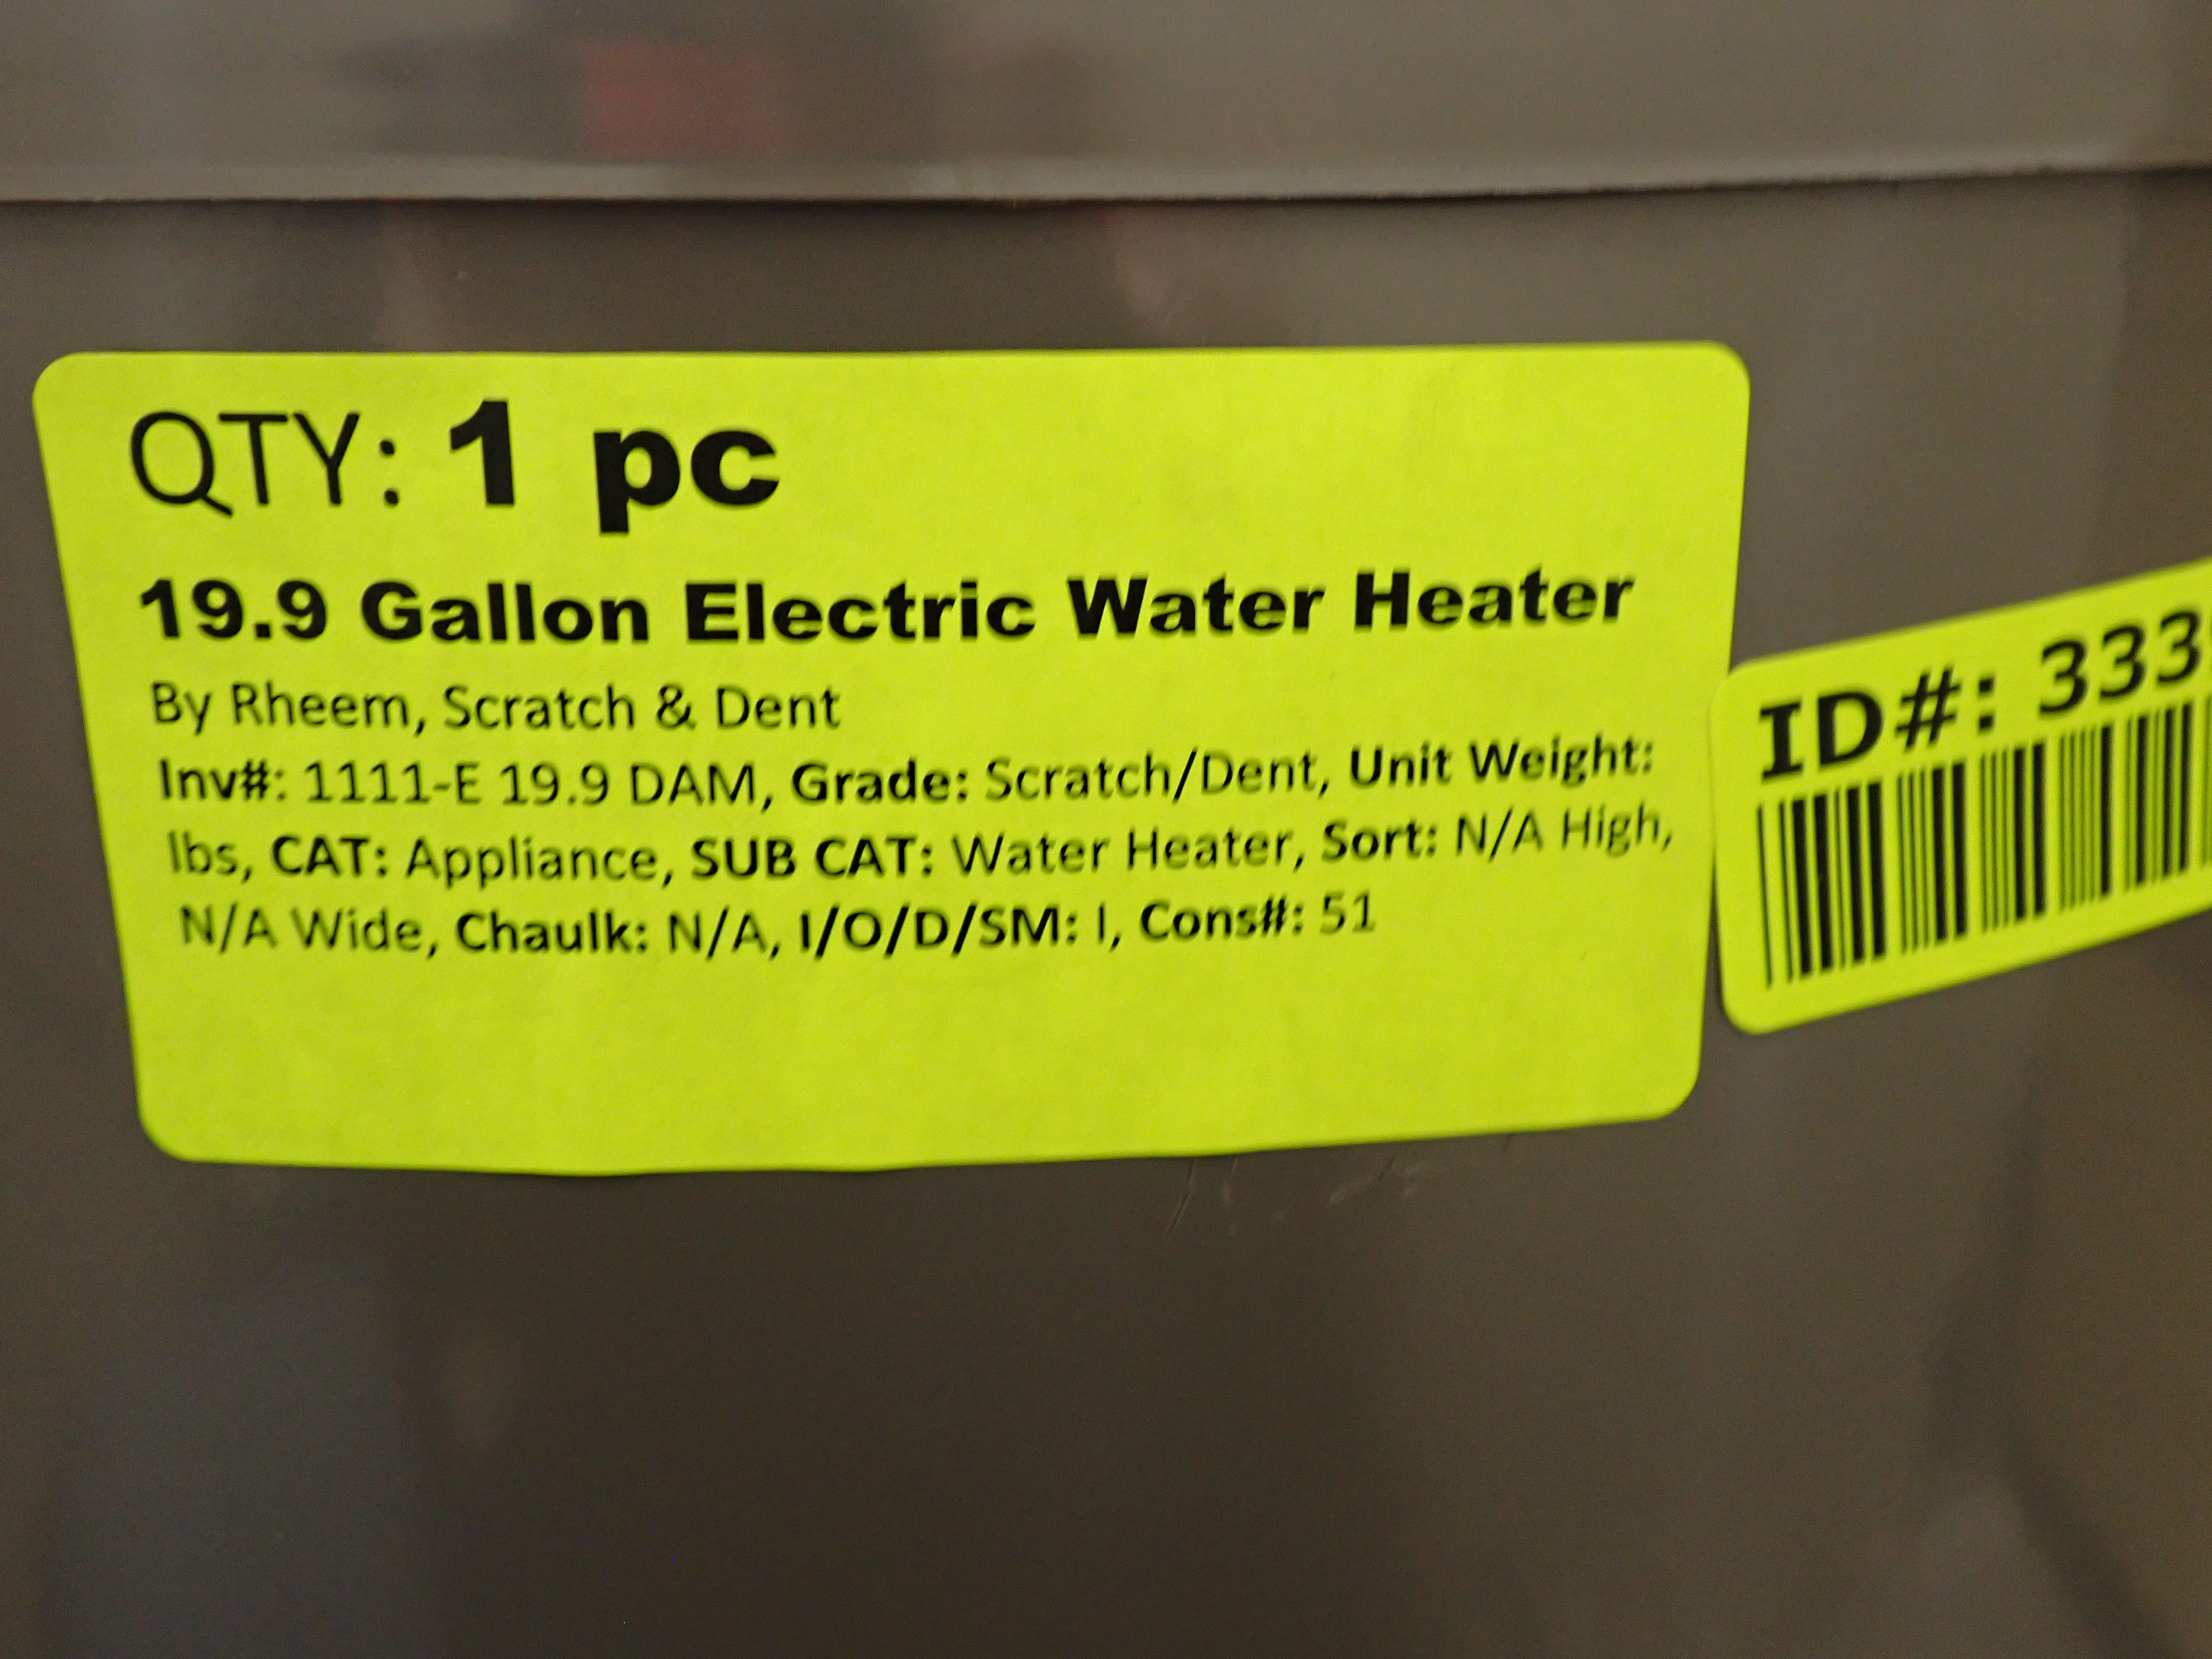 QTY: 1 pc
19.9 Gallon Electric Water Heater
By Rheem, Scratch & Dent
Inv#: 1111-E 19.9 DAM, Grade: Scratch/Dent, Unit Weight:
lbs, CAT: Appliance, SUB CAT: Water Heater, Sort: N/A High,
N/A Wide, Chaulk: N/A, I/O/D/SM: I, Cons#: 51
ID#: 333